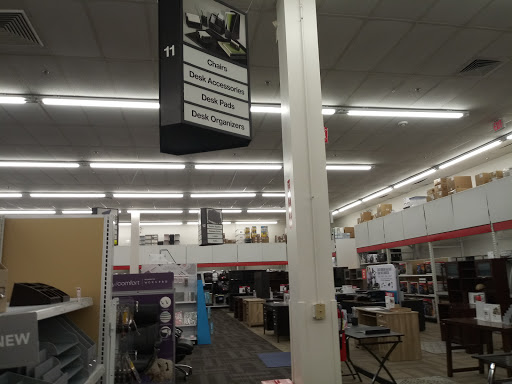 11
Chairs
Desk Accessories
Desk Pads
Desk Organizers
NEW